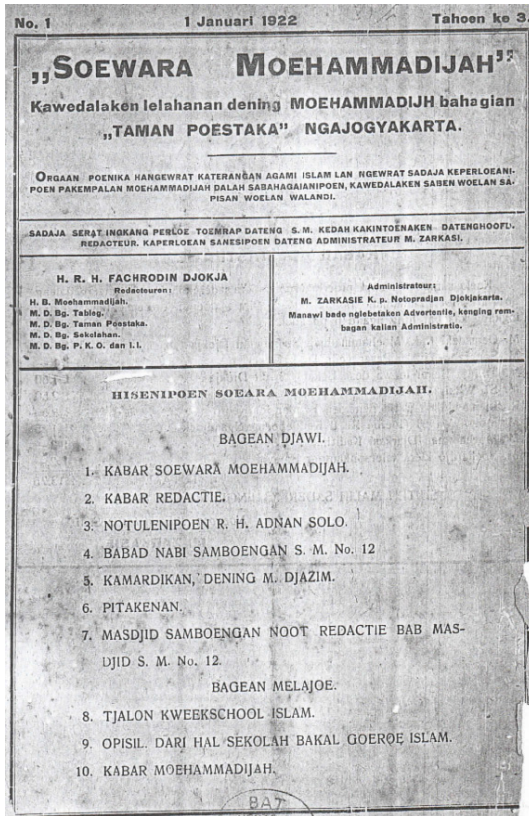 No. 1 1 Januari 1922 Tahoen ke 3.
„SOEWARA MOEHAMMADIJAH”
Kawedalaken lelahanan dening MOEHAMMADIJH bahagian
„TAMAN POESTAKA” NGAJOGYAKARTA.
ORGAAN POENIKA HANGEWRAT KATERANGAN AGAMI ISLAM LAN NGEWRAT SADAJA KEPERLOEANI-
POEN PAKEMPALAN MOEHAMMADIJAH DALAH SABAHAGAIANIPOEN, KAWEDALAKEN SABEN WOELAN SA-
PISAN WOELAN WALANDI.
SADAJA SERAT INGKANG PERLOE TOEMRAP DATENG S. M. KEDAH KAKINTOENAKEN DATENGHOOFU.
REDACTEUR. KAPERLOEAN SANESIPOEN DATENG ADMINISTRATEUR M. ZARKASI.
H. R. H. FACHRODIN DJOKJA
Redacteuren:
H. B. Moehammadijah.
M. D. Bg. Tableg.
M. D. Bg. Taman Poestaka.
M. D. Bg. Sekolahan.
M. D. Bg. P. K. O. dan I. I.
Administrateur:
M. ZARKASIE K. p. Notopradjan Djokjakarta.
Manawi bade nglebetaken Advertentie, kenging rem-
bagan kalian Administratie.
HISENIPOEN SOEARA MOEHAMMADIJAH.
BAGEAN DJAWI.
1. KABAR SOEWARA MOEHAMMADIJAH.
2. KABAR REDACTIE.
3. NOTULENIPOEN R. H. ADNAN SOLO.
4. BABAD NABI SAMBOENGAN S. M. No. 12
5. KAMARDIKAN, DENING M. DJAZIM.
6. PITAKENAN.
7. MASDJID SAMBOENGAN NOOT REDACTIE BAB MAS-
DJID S. M. No. 12.
BAGEAN MELAJOE.
8. TJALON KWEEKSCHOOL ISLAM.
9. OPISIL. DARI HAL SEKOLAH BAKAL GOEROE ISLAM.
10. KABAR MOEHAMMADIJAH.
BAT